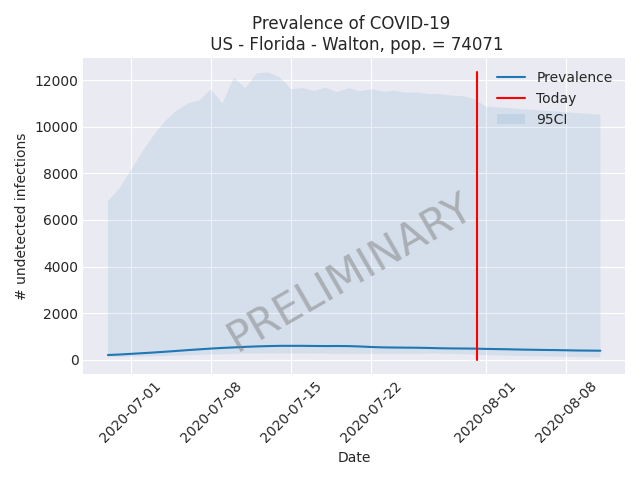 Prevalence of COVID-19
US - Florida - Walton, pop. = 74071
Prevalence
Today
95CI
12000
10000
8000
6000
4000
2000
0
# undetected infections
PRELIMINARY
2020-07-01
2020-07-08
2020-07-15
2020-07-22
2020-08-01
2020-08-08
Date